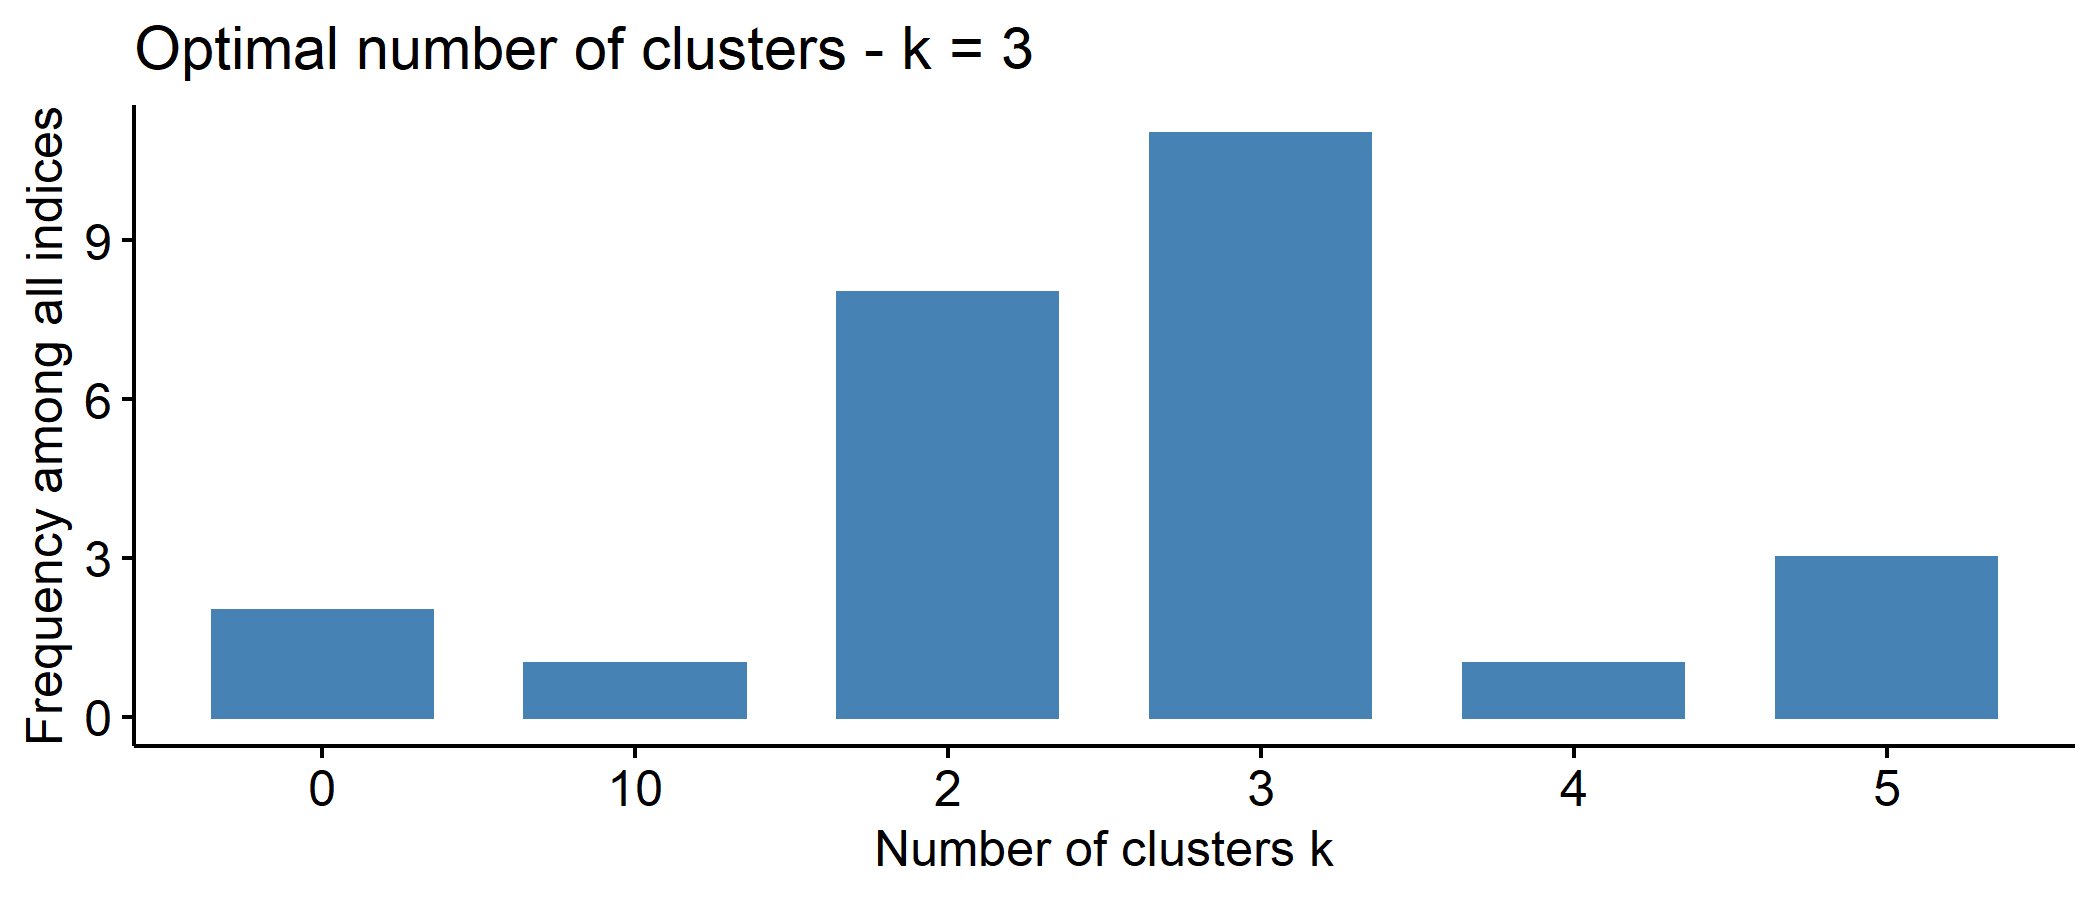 Optimal number of clusters - k = 3
Frequency among all indices
9
6
3
0
0 10 2 3 4 5
Number of clusters k